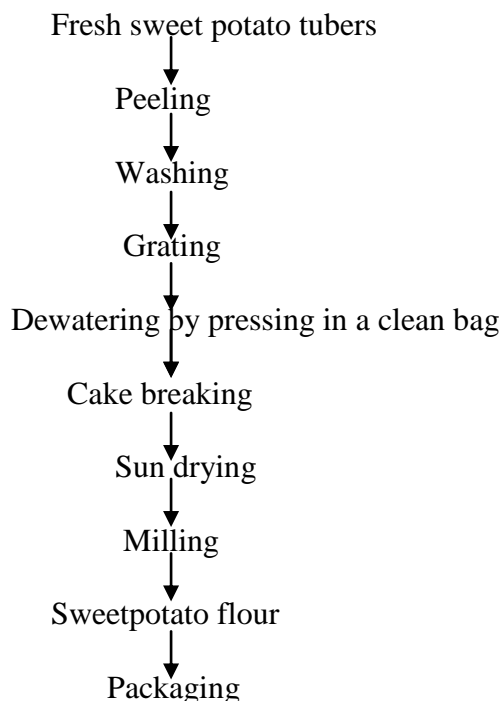 Fresh sweet potato tubers
Peeling
Washing
Grating
Dewatering by pressing in a clean bag
Cake breaking
Sun drying
Milling
Sweetpotato flour
Packaging